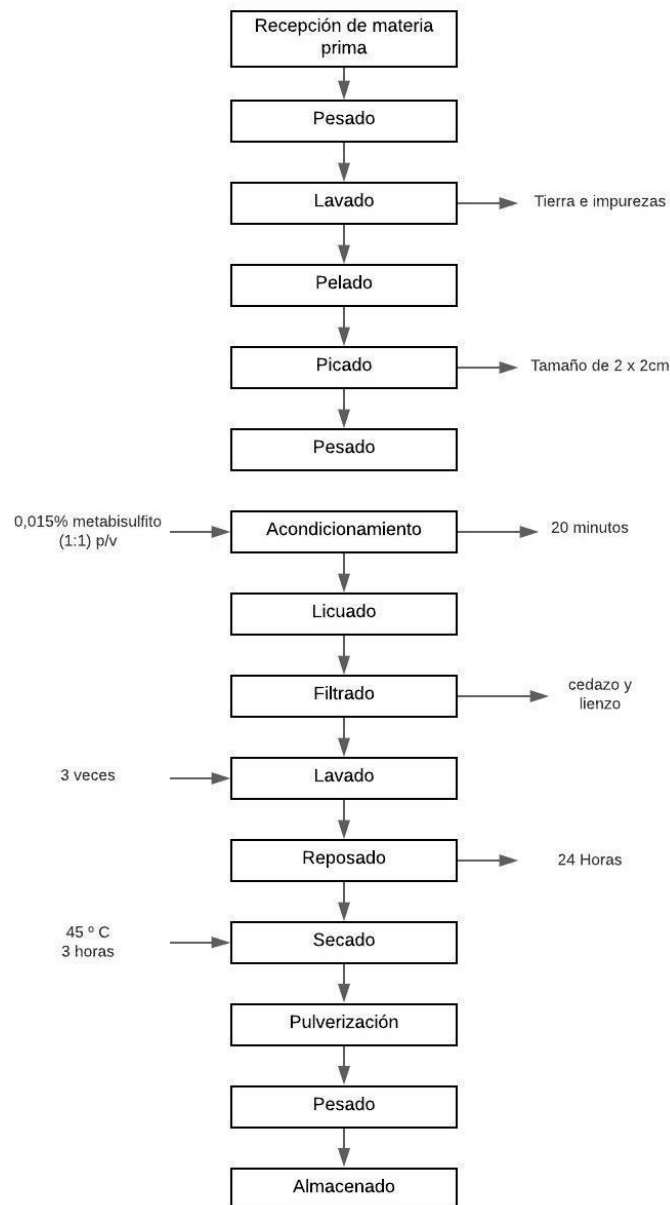 Recepción de materia
prima
Pesado
Lavado
Tierra e impurezas
Pelado
Picado
Tamaño de 2 x 2cm
Pesado
0,015% metabisulfito
(1:1) p/v
Acondicionamiento
20 minutos
Licuado
Filtrado
cedazo y
lienzo
3 veces
Lavado
Reposado
24 Horas
45 º C
3 horas
Secado
Pulverización
Pesado
Almacenado